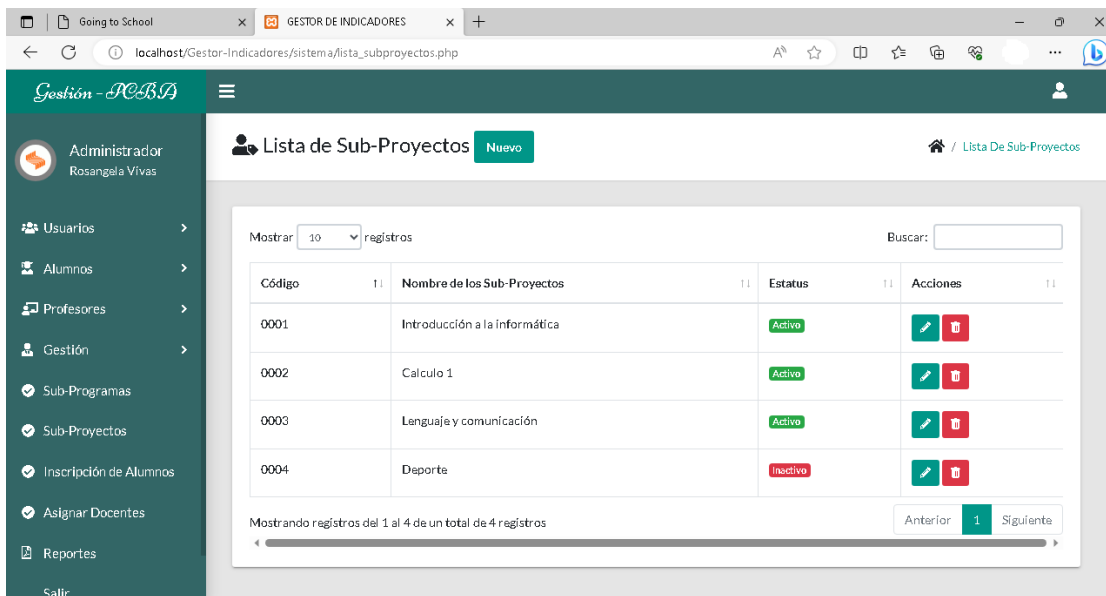 Going to School
GESTOR DE INDICADORES
localhost/Gestor-Indicadores/sistema/lista_subproyectos.php
Gestión - PCBA
Administrador
Rosangela Vivas
Usuarios
Alumnos
Profesores
Gestión
Sub-Programas
Sub-Proyectos
Inscripción de Alumnos
Asignar Docentes
Reportes
Salir
Lista de Sub-Proyectos Nuevo
/ Lista De Sub-Proyectos
Mostrar 10 registros
Buscar:
Código Nombre de los Sub-Proyectos Estatus Acciones
0001 Introducción a la informática Activo
0002 Calculo 1 Activo
0003 Lenguaje y comunicación Activo
0004 Deporte Inactivo
Mostrando registros del 1 al 4 de un total de 4 registros
Anterior 1 Siguiente